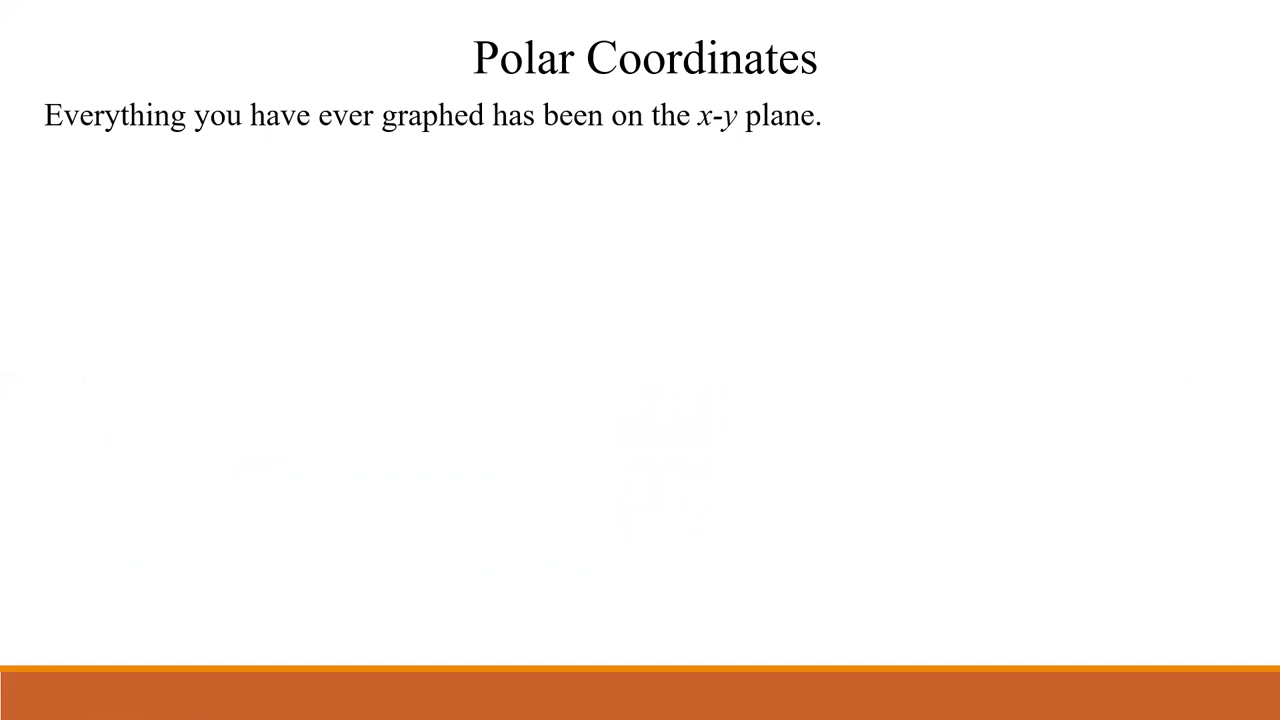 Polar Coordinates
Everything you have ever graphed has been on the x-y plane.